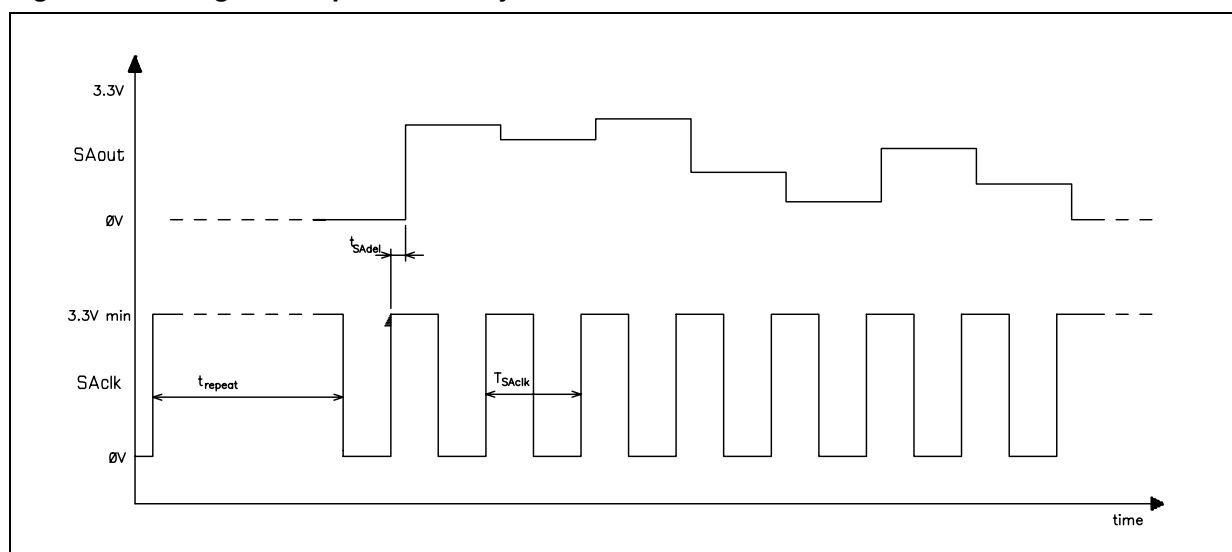 3.3V
SAout
ØV
tSAdel
3.3V min
SAclk
trepeat
TSAclk
ØV
time